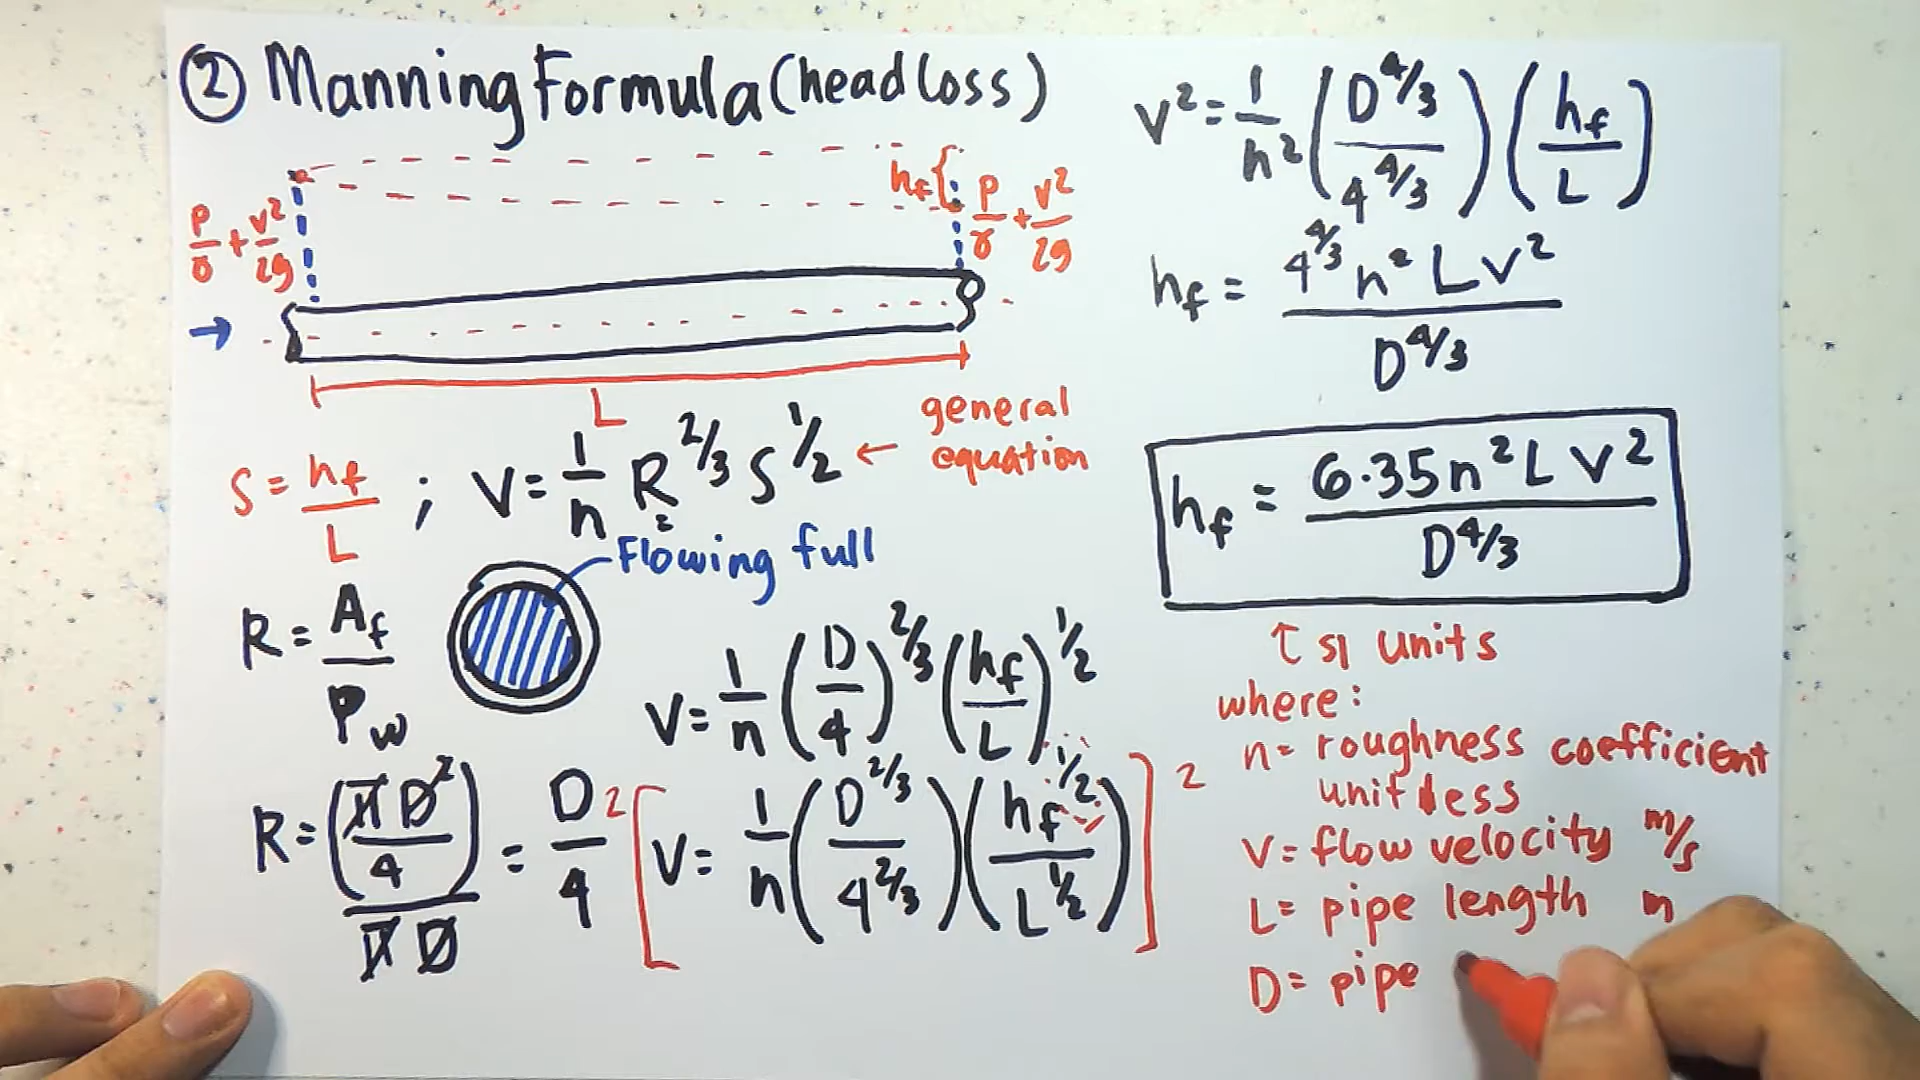 ② Manning Formula (head loss)
hf
P/γ + V²/2g
P/γ + V²/2g
→
L
S = hf/L ; V = 1/n R^2/3 S^1/2 ← general equation
Flowing full
R = Af/Pw
V = 1/n (D/4)^2/3 (hf/L)^1/2
R = (πD²/4)/πD = D/4
2[V = 1/n (D^2/3/4^2/3)(hf^1/2/L^1/2)]^2
V² = 1/n² (D^4/3/4^4/3)(hf/L)
hf = 4^4/3 n² L V²/D^4/3
hf = 6.35 n² L V²/D^4/3
↑ SI units
where:
n = roughness coefficient
unitless
V = flow velocity m/s
L = pipe length m
D = pipe